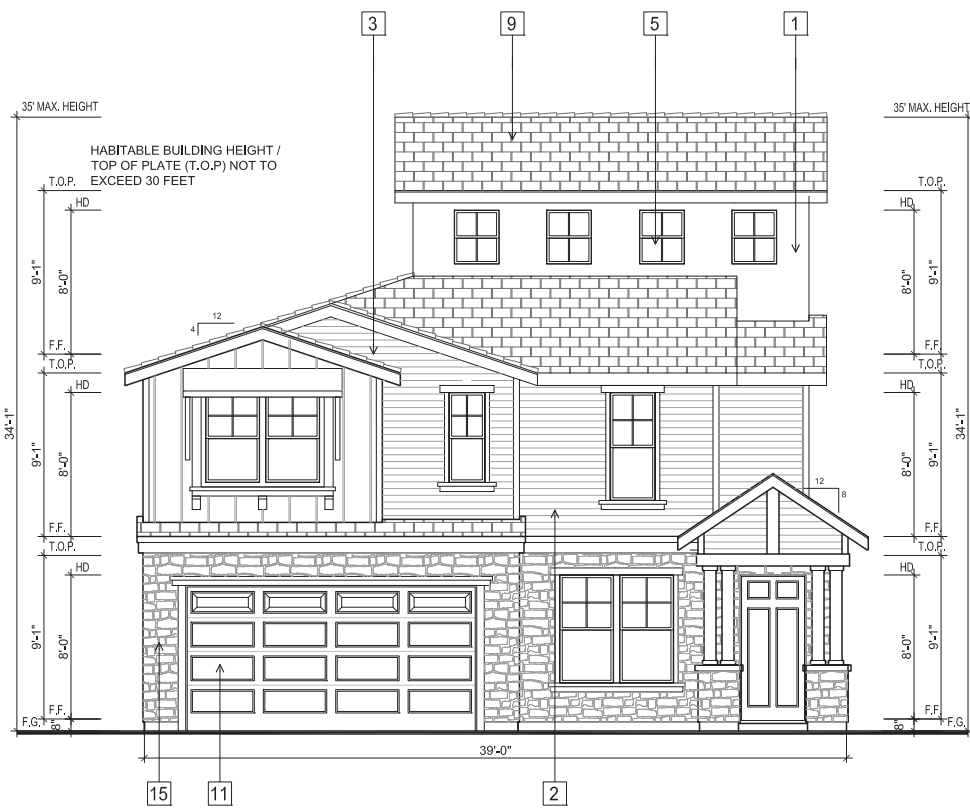 3
9
5
1
35' MAX. HEIGHT
35' MAX. HEIGHT
HABITABLE BUILDING HEIGHT /
TOP OF PLATE (T.O.P) NOT TO
EXCEED 30 FEET
T.O.P.
T.O.P.
HD
HD
9'-1"
8'-0"
8'-0"
9'-1"
12
4
F.F.
F.F.
T.O.P.
T.O.P.
HD
HD
34'-1"
9'-1"
8'-0"
8'-0"
9'-1"
34'-1"
12
8
F.F.
F.F.
T.O.P.
T.O.P.
HD
HD
9'-1"
8'-0"
8'-0"
9'-1"
F.F.
F.F.
F.G.
8"
8"
F.G.
39'-0"
15
11
2